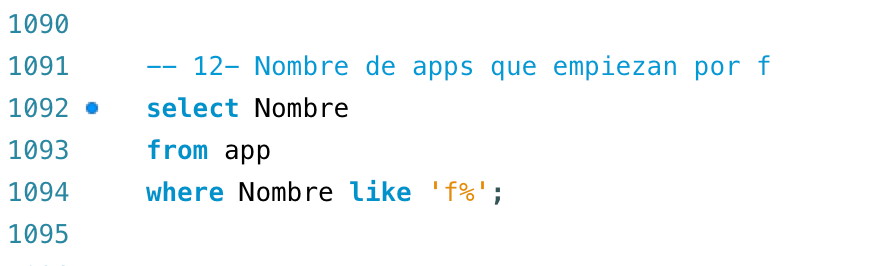 1090
1091 -- 12- Nombre de apps que empiezan por f
1092 select Nombre
1093 from app
1094 where Nombre like 'f%';
1095